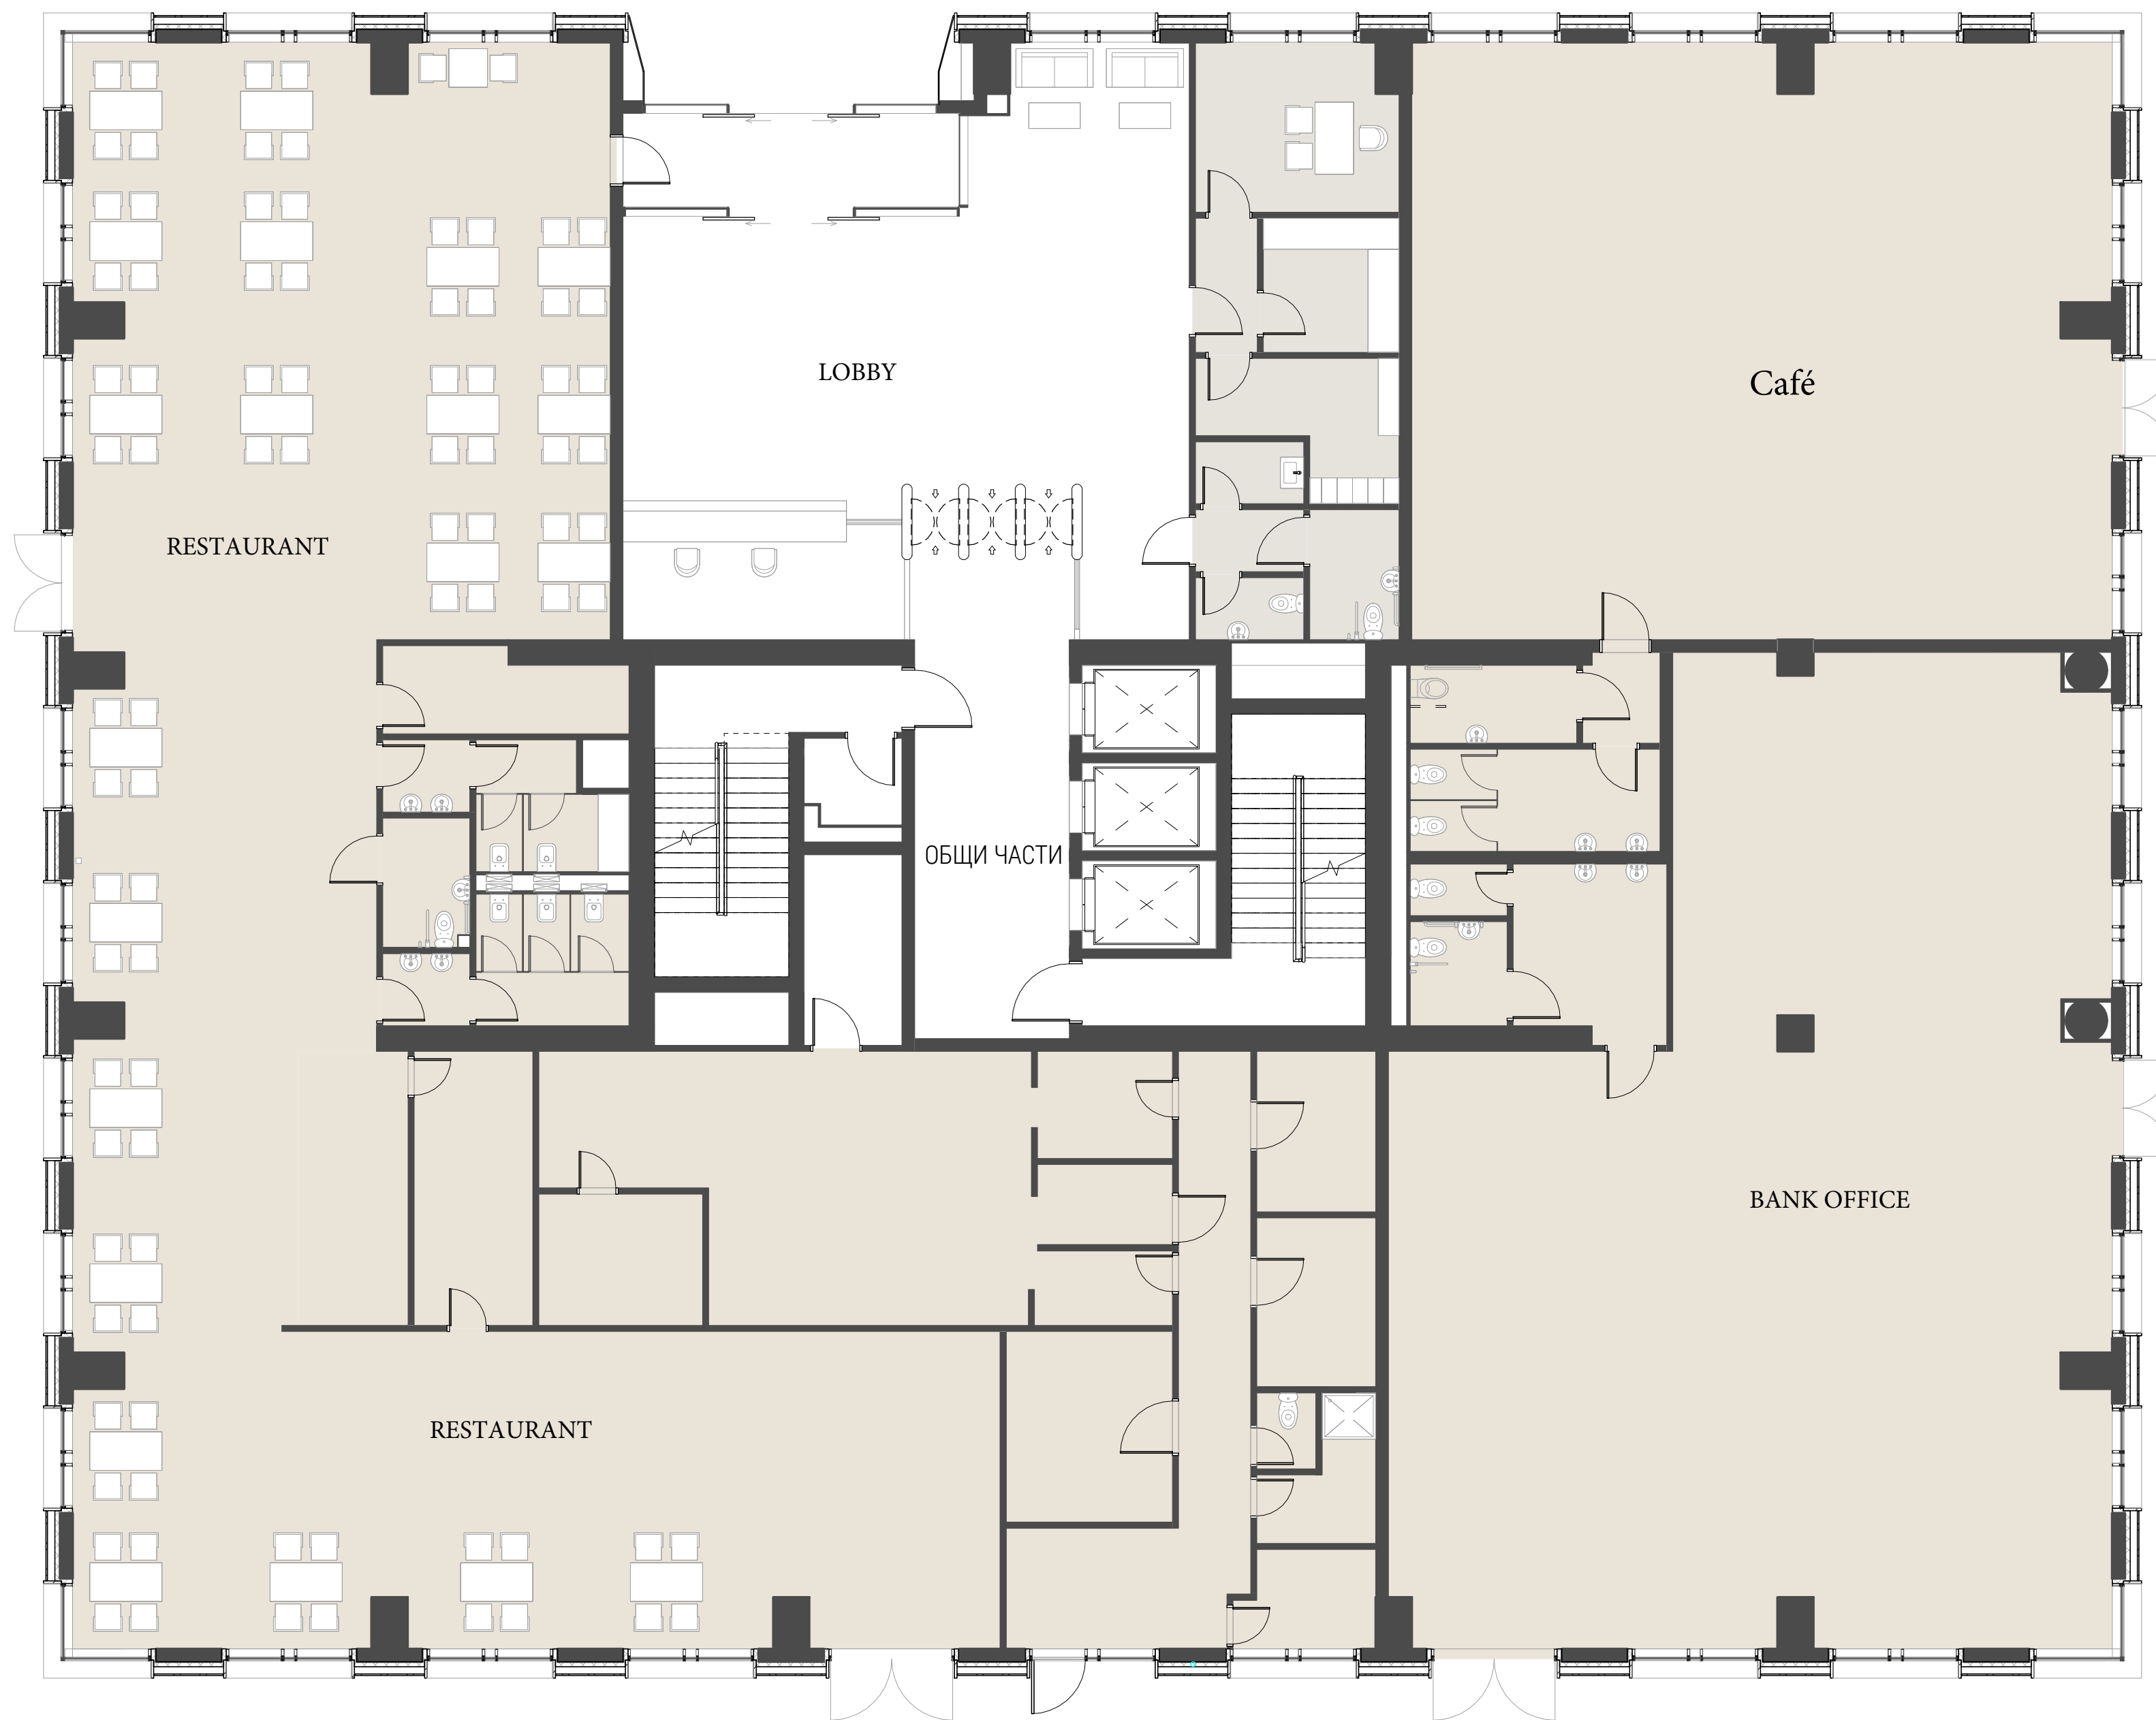 LOBBY
Café
RESTAURANT
ОБЩИ ЧАСТИ
BANK OFFICE
RESTAURANT